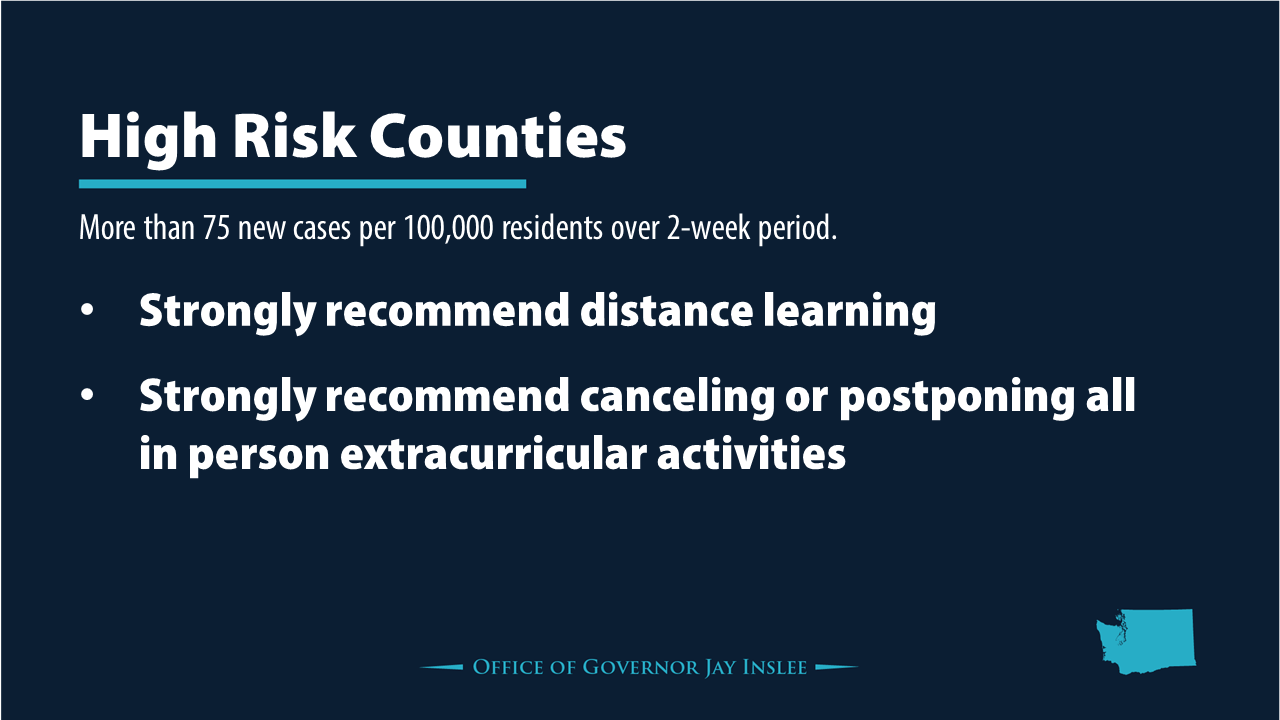 High Risk Counties
More than 75 new cases per 100,000 residents over 2-week period.
• Strongly recommend distance learning
• Strongly recommend canceling or postponing all
in person extracurricular activities
Office of Governor Jay Inslee